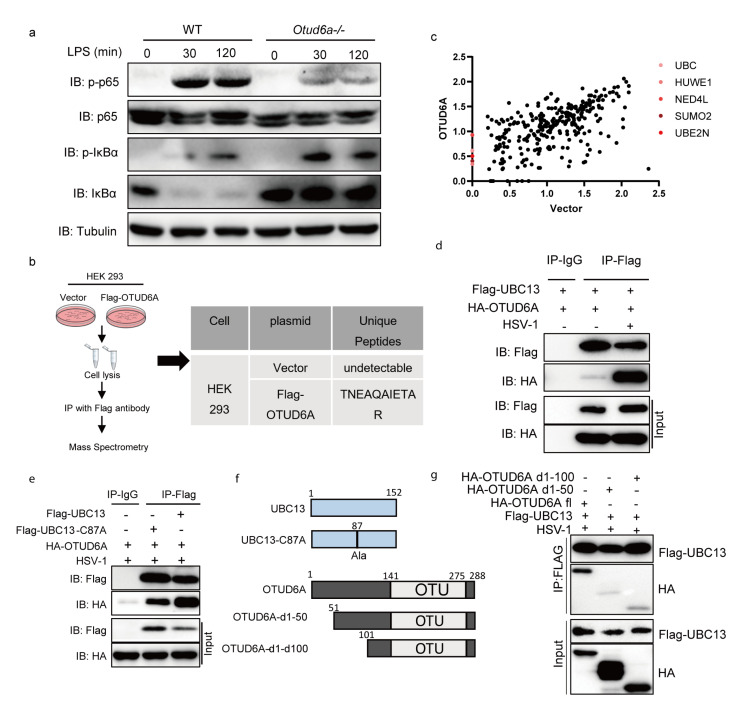 a
WT Otud6a-/-
LPS (min) 0 30 120 0 30 120
IB: p-p65
IB: p65
IB: p-IκBα
IB: IκBα
IB: Tubulin
b
HEK 293
Vector Flag-OTUD6A
Cell lysis
IP with Flag antibody
Mass Spectrometry
Cell plasmid Unique
Peptides
HEK
293
Vector undetectable
Flag-
OTUD6A
TNEAQAIETA
R
c
OTUD6A
2.5
2.0
1.5
1.0
0.5
0.0
0.0 0.5 1.0 1.5 2.0 2.5
Vector
UBC
HUWE1
NED4L
SUMO2
UBE2N
d
IP-IgG IP-Flag
Flag-UBC13 + + +
HA-OTUD6A + + +
HSV-1 - - +
IB: Flag
IB: HA
IB: Flag
IB: HA
Input
e
IP-IgG IP-Flag
Flag-UBC13 - - +
Flag-UBC13-C87A - + -
HA-OTUD6A + + +
HSV-1 + + +
IB: Flag
IB: HA
IB: Flag
IB: HA
Input
f
1 152
UBC13
87
UBC13-C87A
Ala
1 141 275 288
OTUD6A OTU
51
OTUD6A-d1-50 OTU
101
OTUD6A-d1-d100 OTU
g
HA-OTUD6A d1-100 - - +
HA-OTUD6A d1-50 - + -
HA-OTUD6A fl + - -
Flag-UBC13 + + +
HSV-1 + + +
IP:FLAG
Flag-UBC13
HA
Input
Flag-UBC13
HA